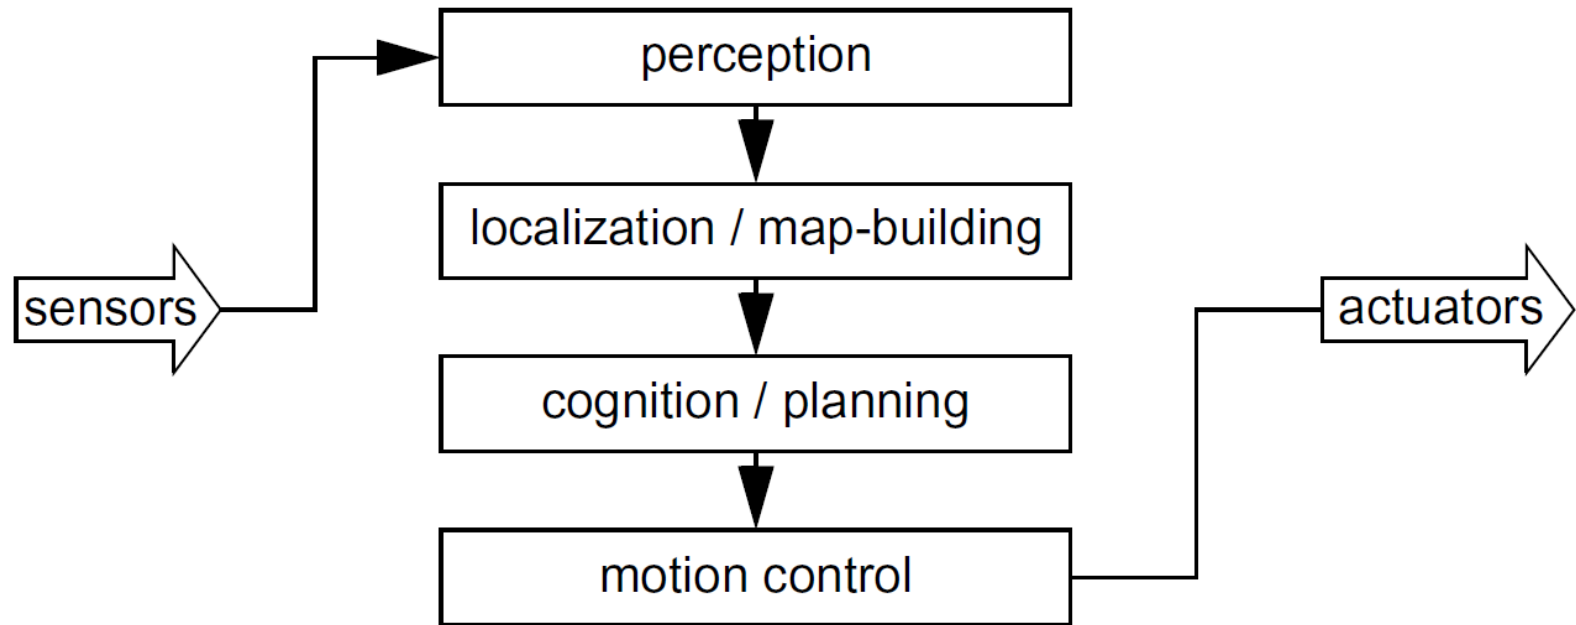 perception
localization / map-building
sensors
actuators
cognition / planning
motion control